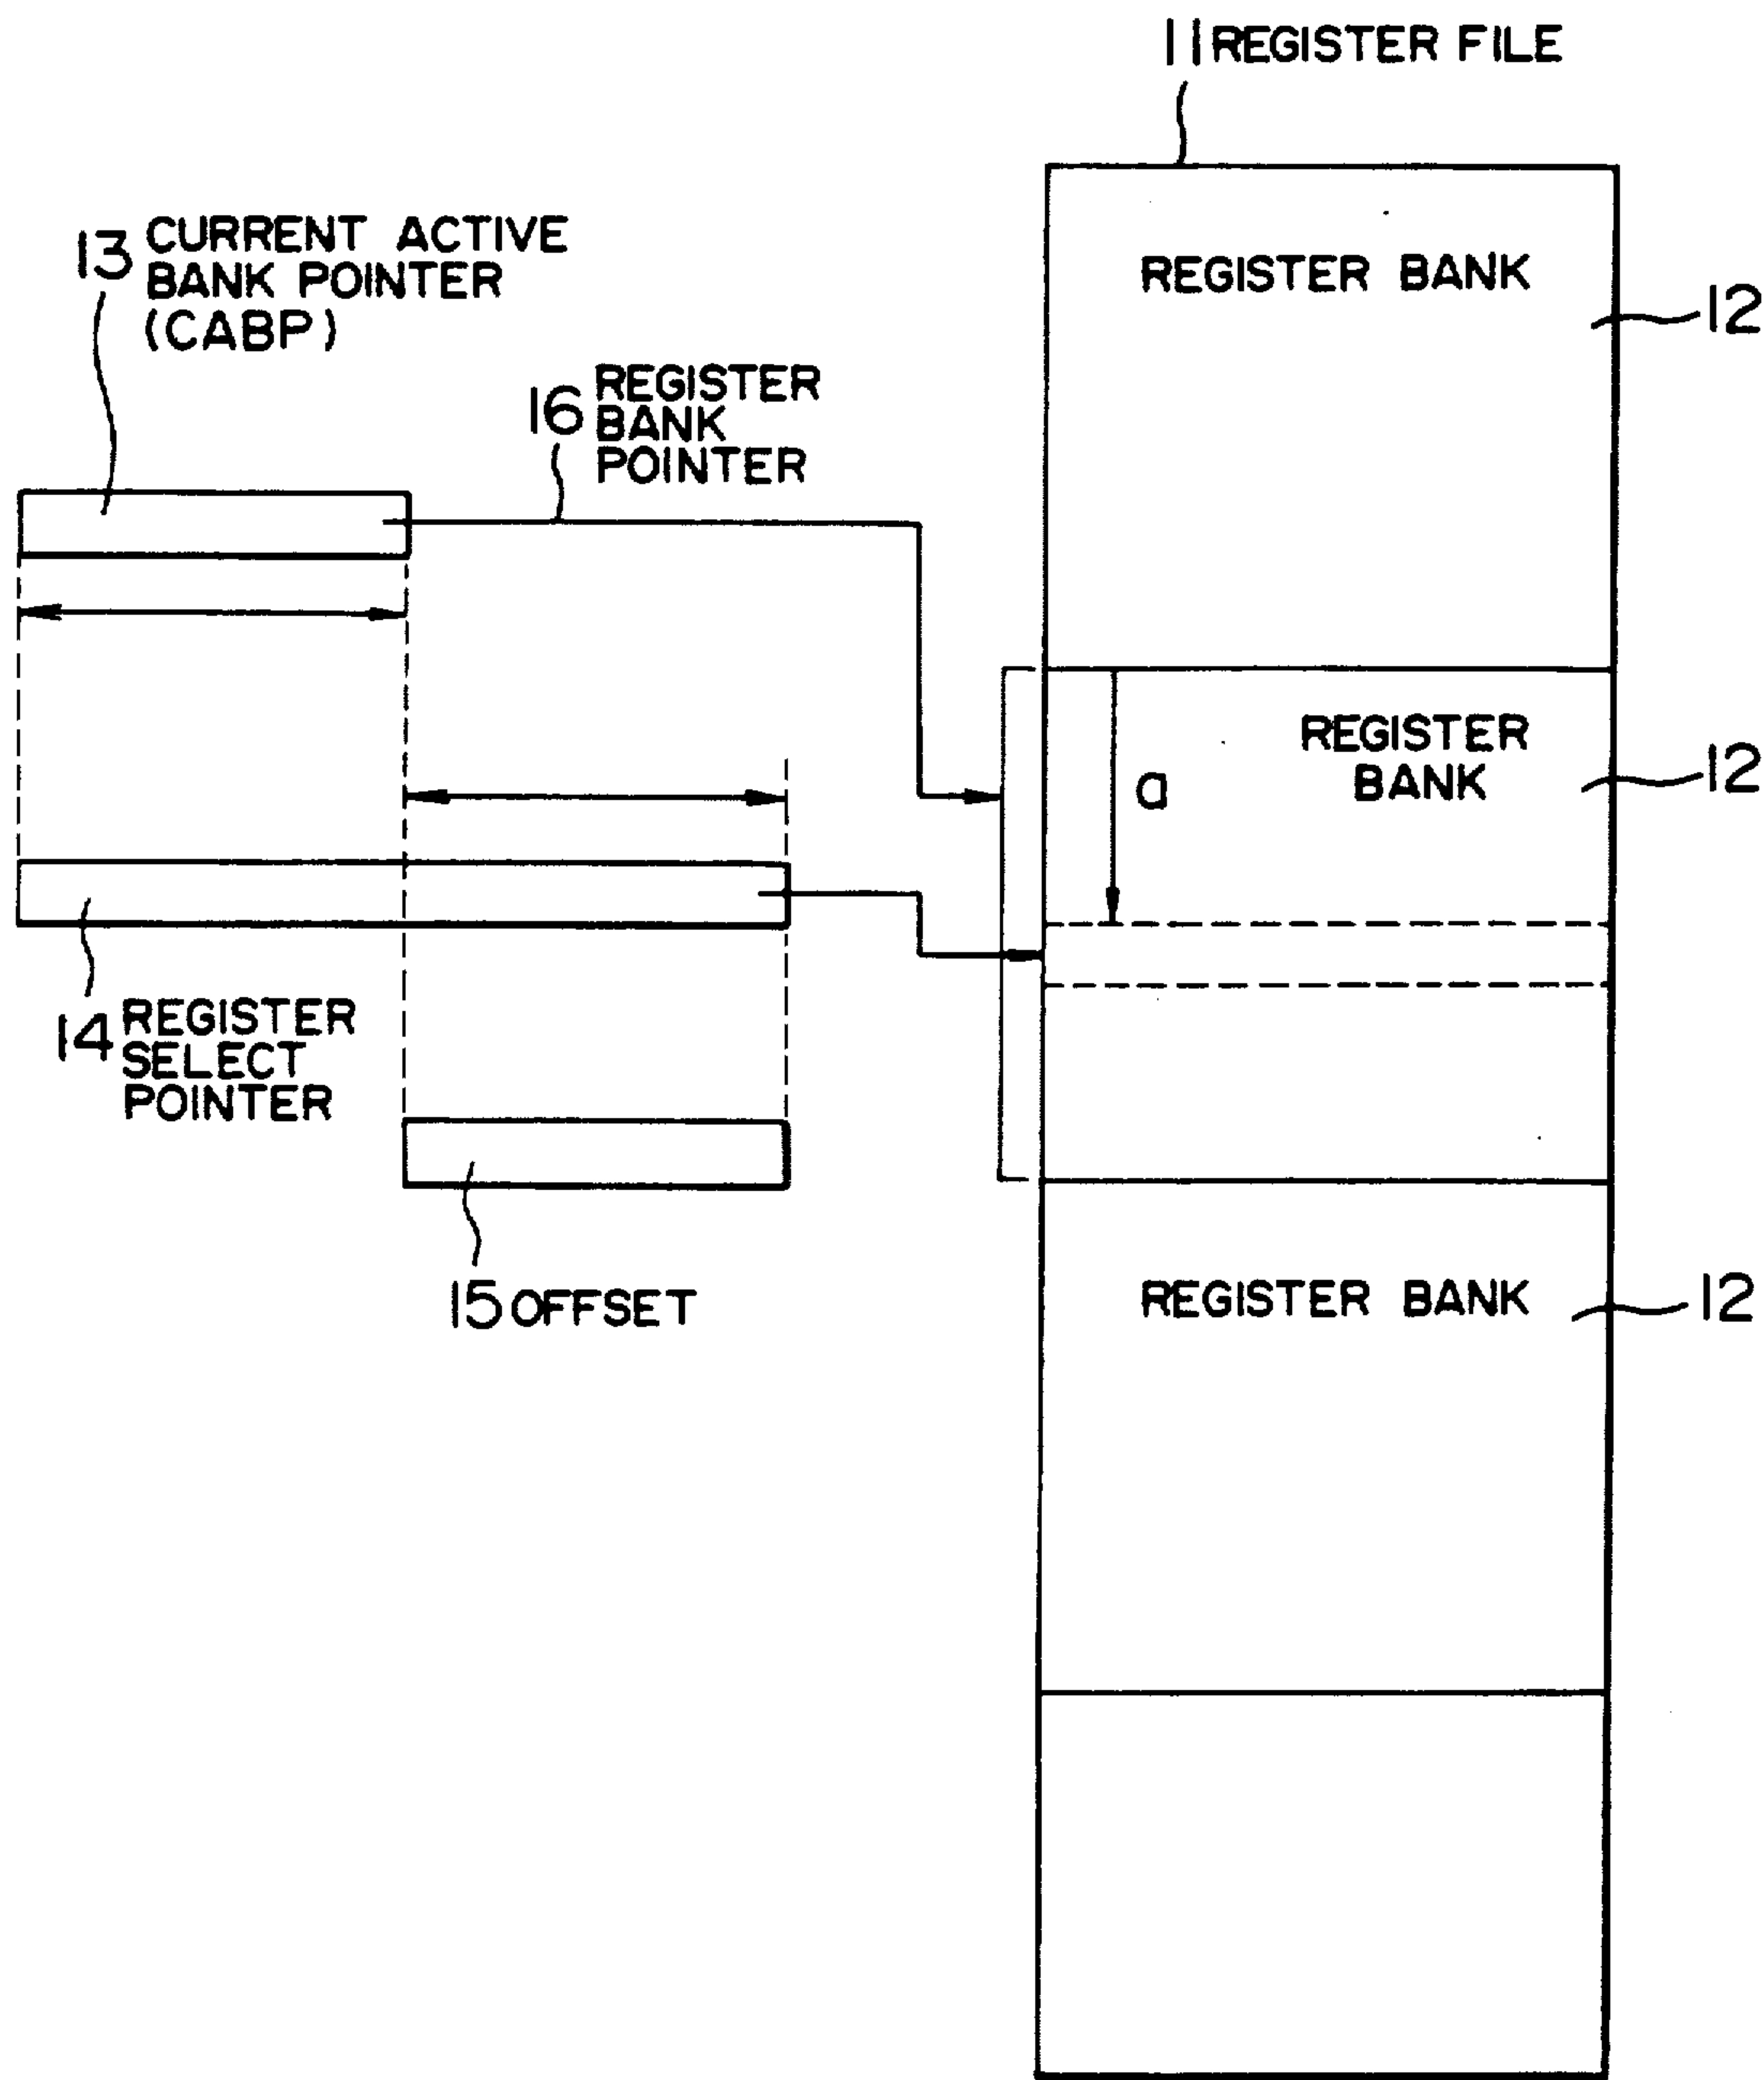 11 REGISTER FILE
13 CURRENT ACTIVE
BANK POINTER
(CABP)
REGISTER BANK
12
16 REGISTER
BANK
POINTER
REGISTER
BANK
12
a
14 REGISTER
SELECT
POINTER
15 OFFSET
REGISTER BANK
12